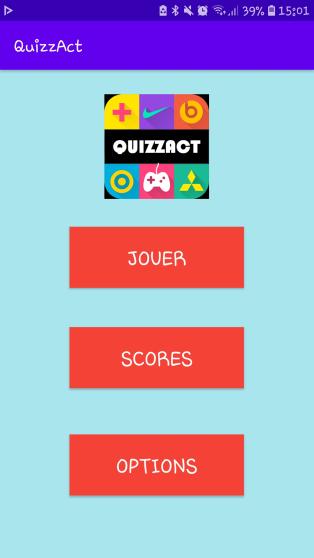 39% 15:01
QuizzAct
QUIZZACT
JOUER
SCORES
OPTIONS